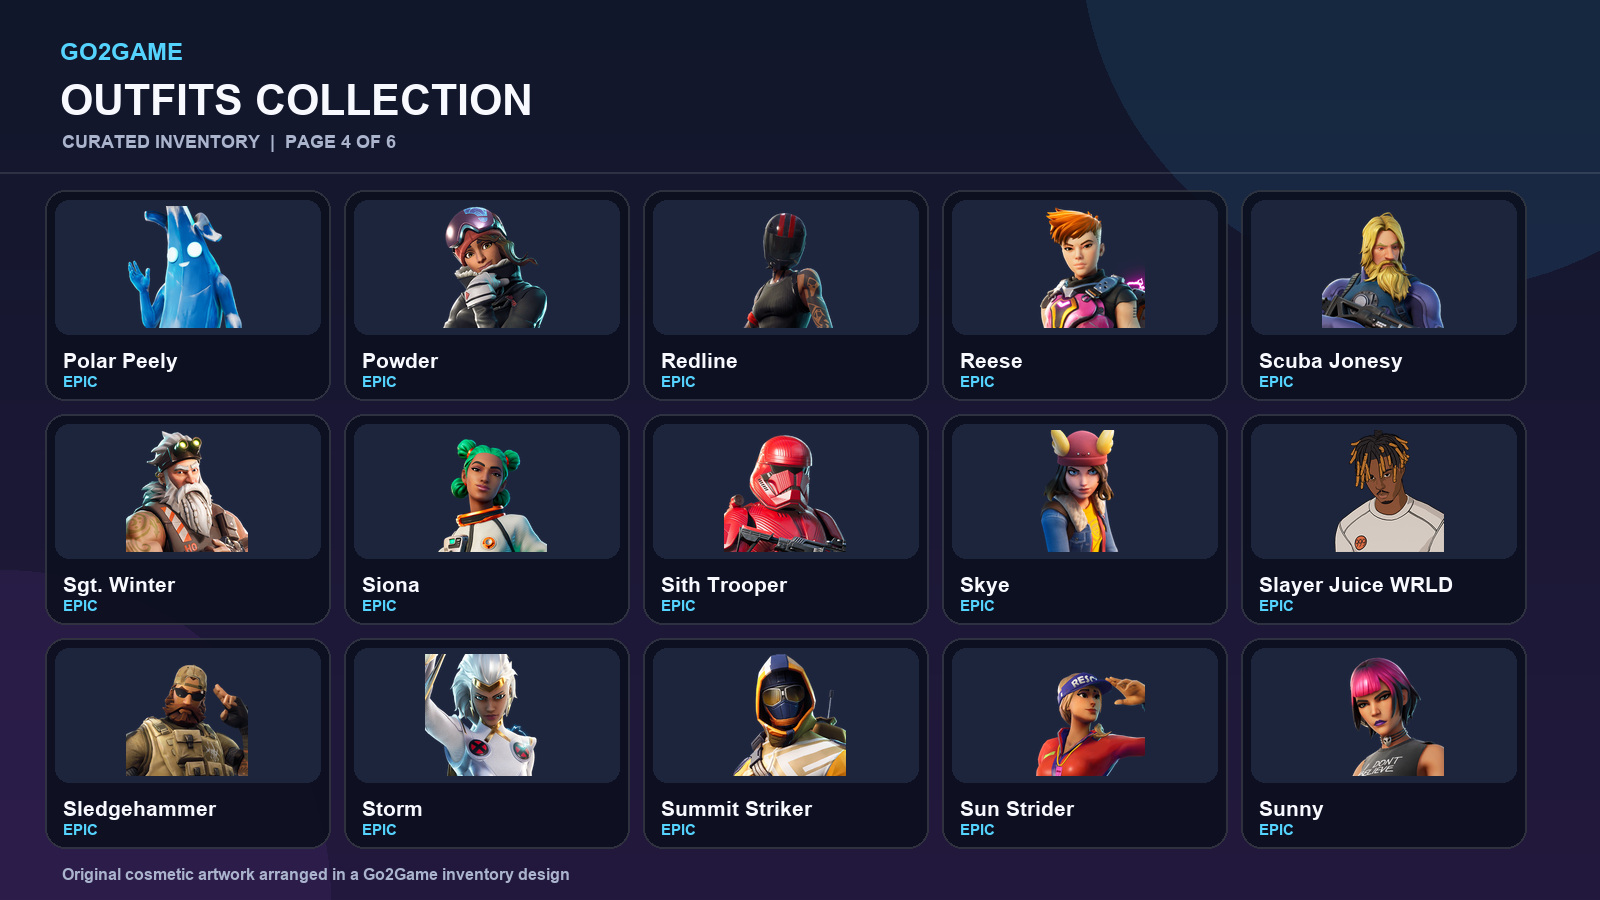 GO2GAME
OUTFITS COLLECTION
CURATED INVENTORY | PAGE 4 OF 6
Polar Peely
EPIC
Powder
EPIC
Redline
EPIC
Reese
EPIC
Scuba Jonesy
EPIC
Sgt. Winter
EPIC
Siona
EPIC
Sith Trooper
EPIC
Skye
EPIC
Slayer Juice WRLD
EPIC
Sledgehammer
EPIC
Storm
EPIC
Summit Striker
EPIC
RESC
Sun Strider
EPIC
I DON'T
Sunny
EPIC
Original cosmetic artwork arranged in a Go2Game inventory design